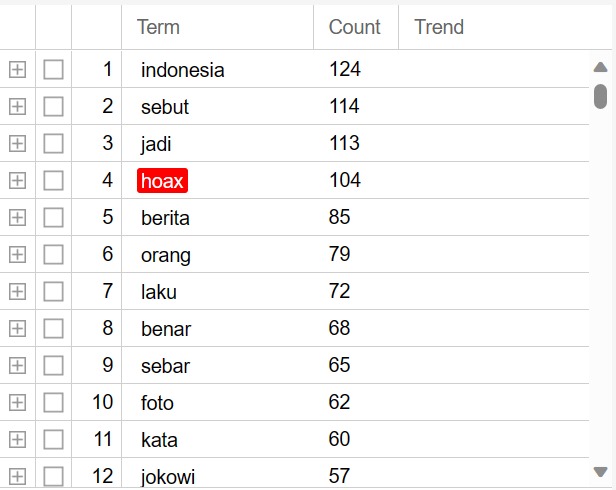 Term Count Trend
1 indonesia 124
2 sebut 114
3 jadi 113
4 hoax 104
5 berita 85
6 orang 79
7 laku 72
8 benar 68
9 sebar 65
10 foto 62
11 kata 60
12 jokowi 57